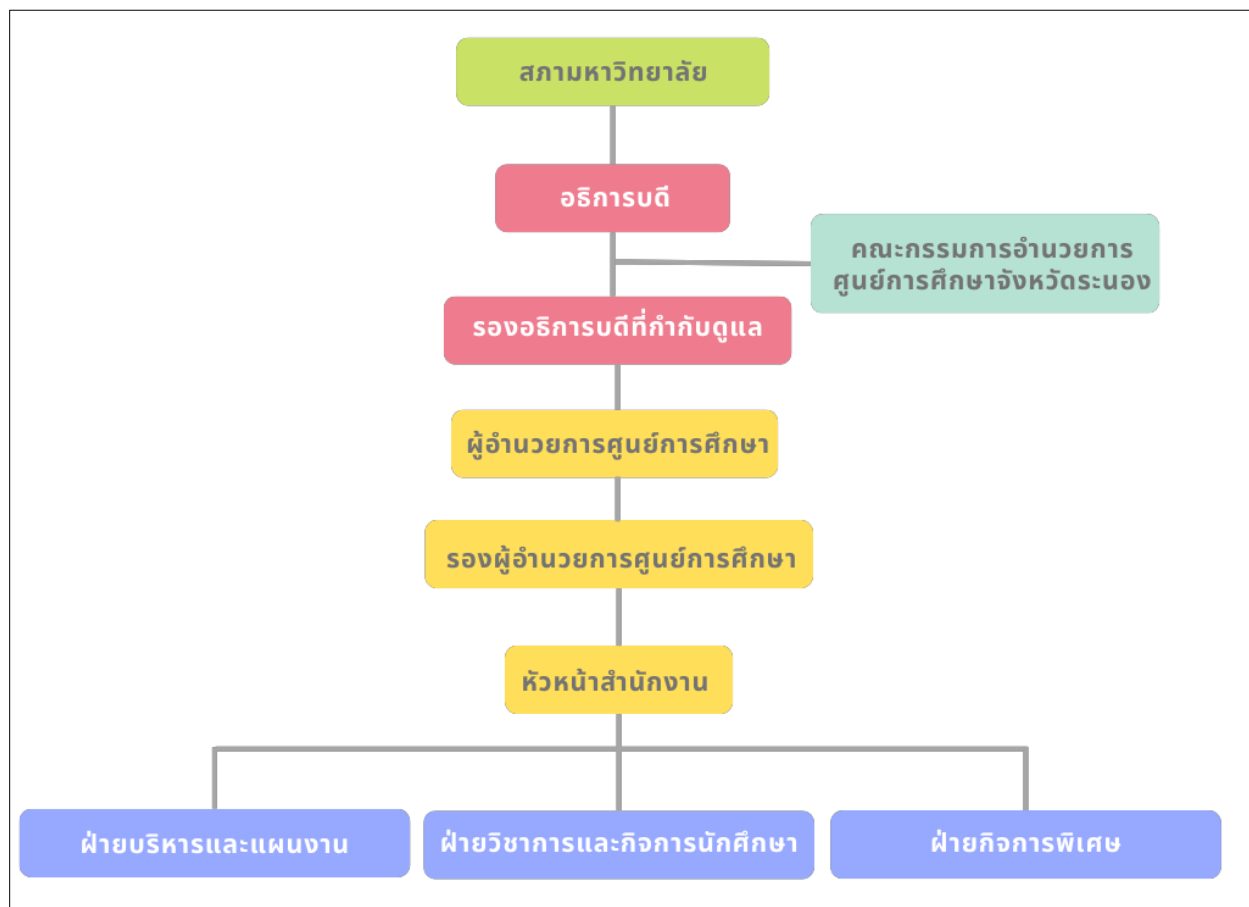 สภามหาวิทยาลัย
อธิการบดี
คณะกรรมการอำนวยการ
ศูนย์การศึกษาจังหวัดระนอง
รองอธิการบดีที่กำกับดูแล
ผู้อำนวยการศูนย์การศึกษา
รองผู้อำนวยการศูนย์การศึกษา
หัวหน้าสำนักงาน
ฝ่ายบริหารและแผนงาน
ฝ่ายวิชาการและกิจการนักศึกษา
ฝ่ายกิจการพิเศษ